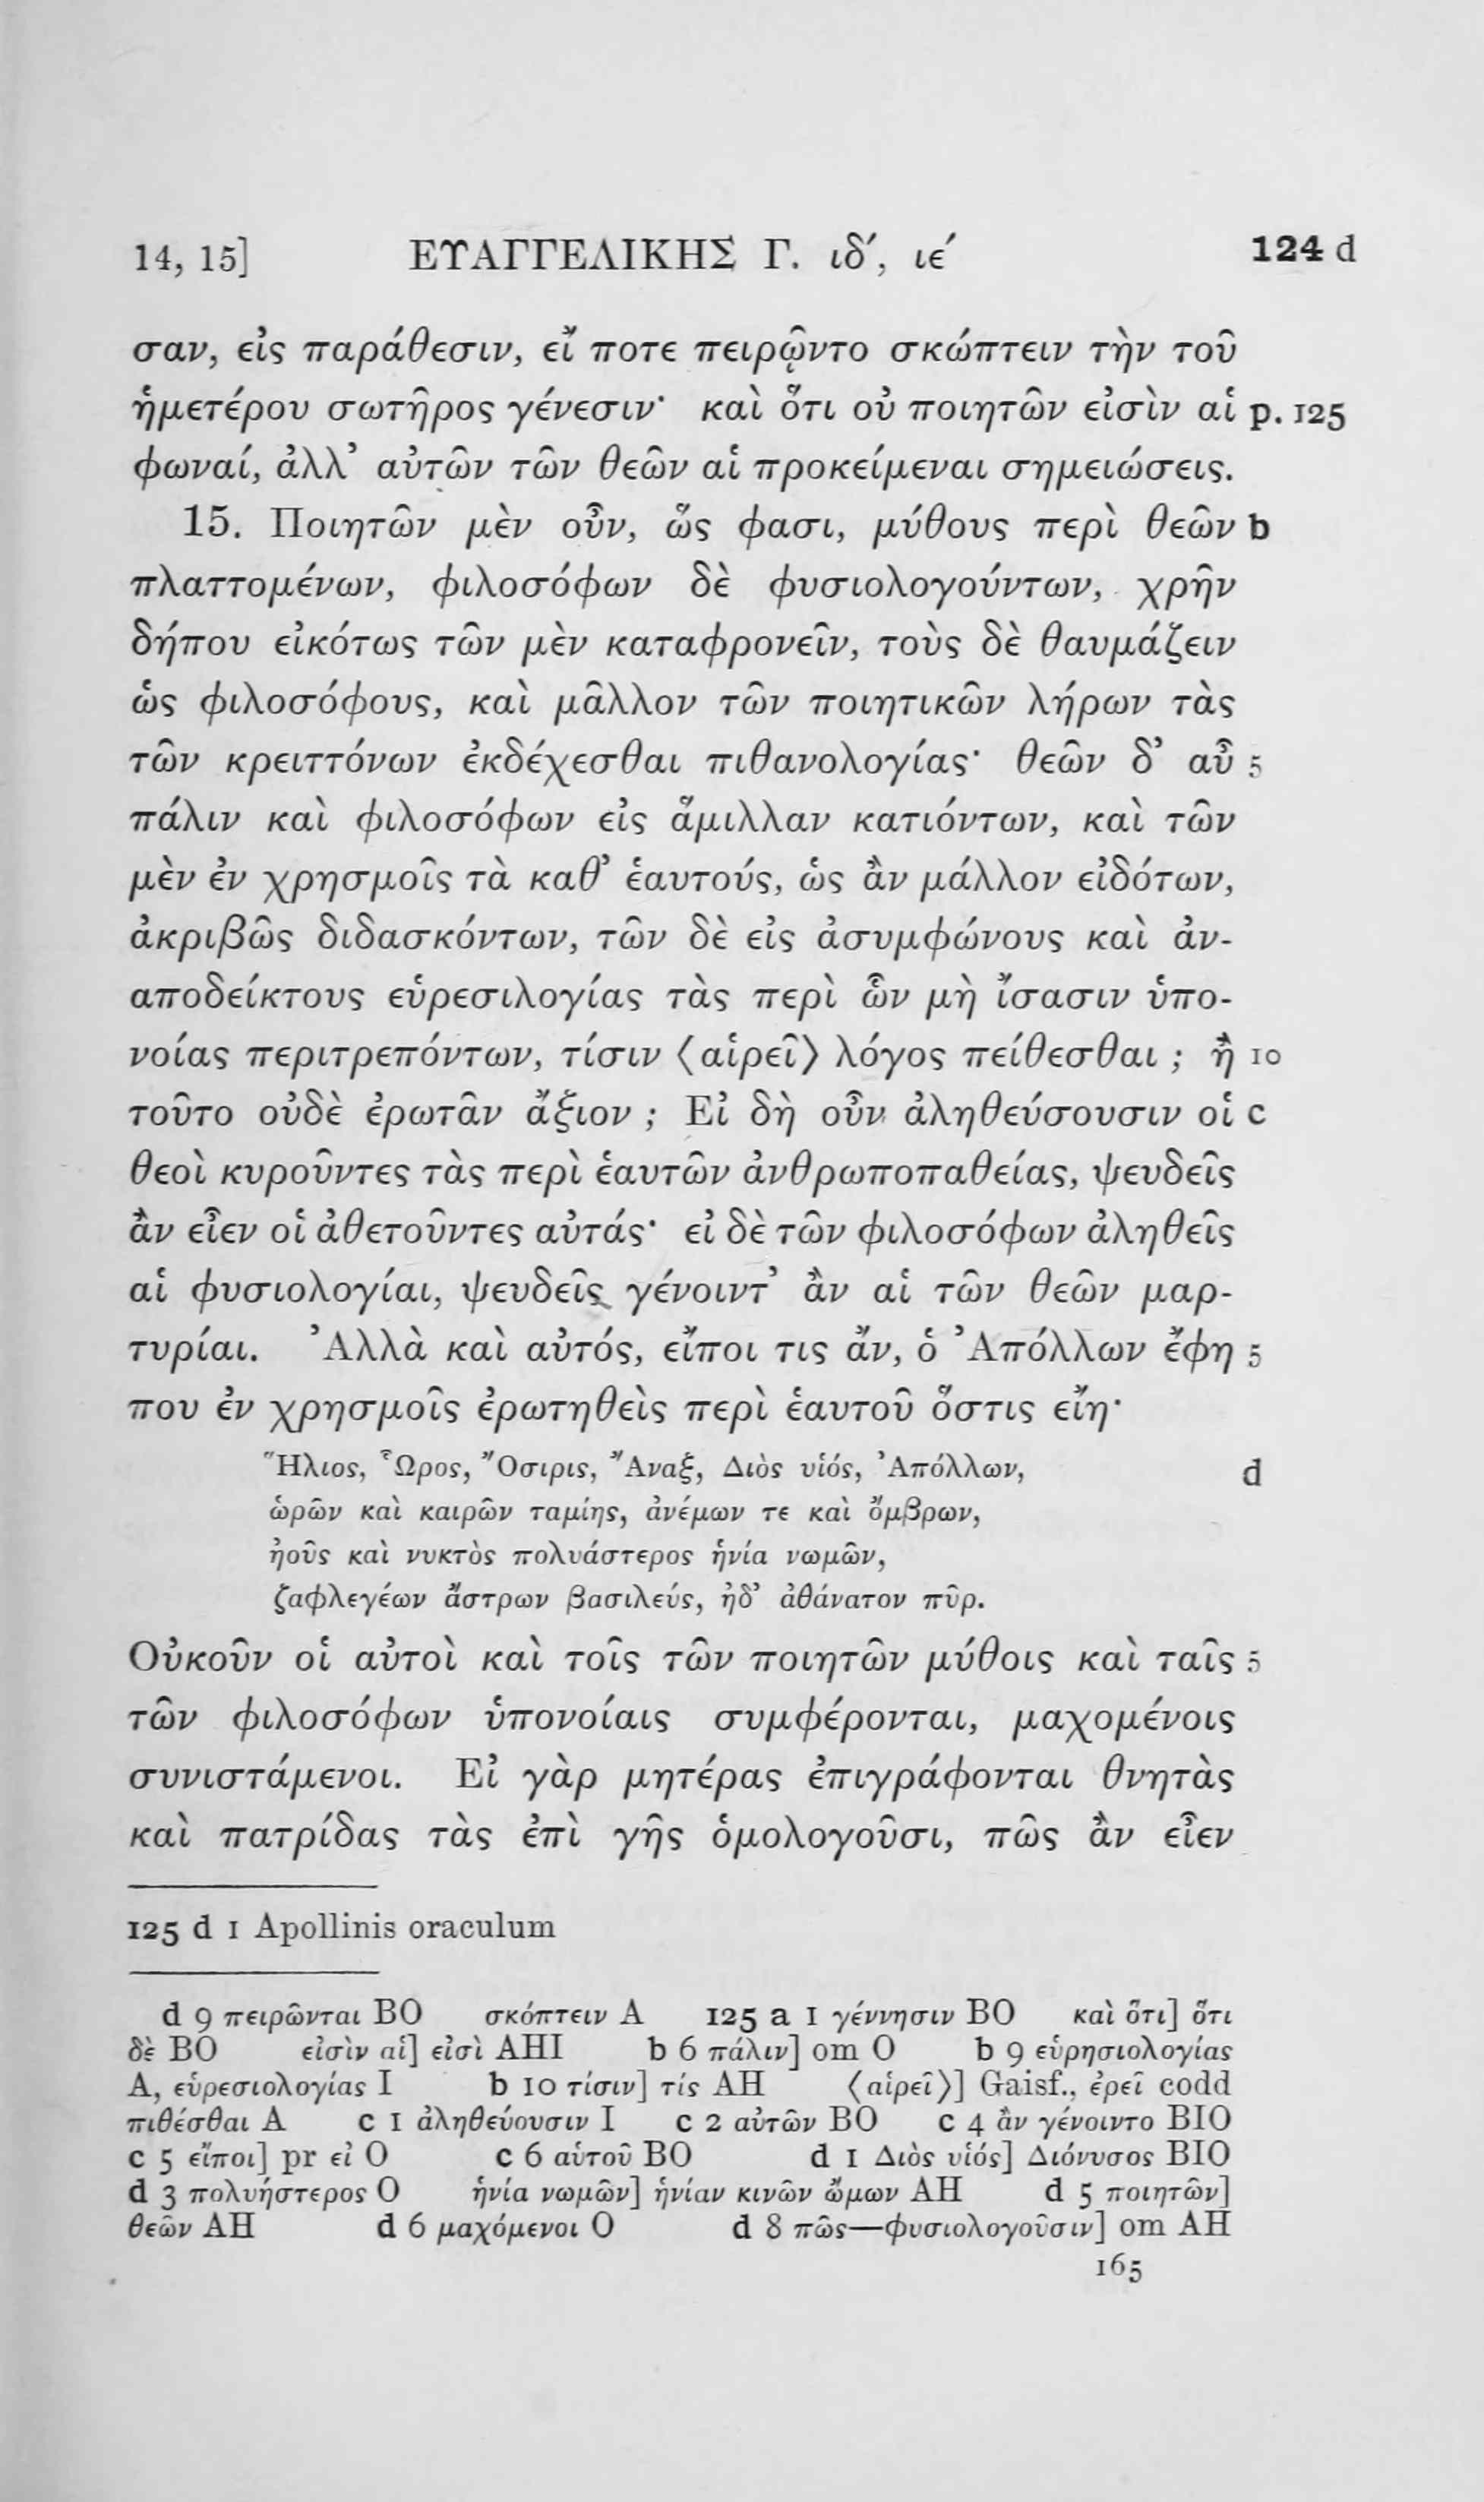 14, 15] ΕΥΑΓΓΕΛΙΚΗΣ Γ. ιδ´, ιε´ 124 d
σαν, εἰς παράθεσιν, εἴ ποτε πειρῷντο σκώπτειν τὴν τοῦ
ἡμετέρου σωτῆρος γένεσιν· καὶ ὅτι οὐ ποιητῶν εἰσὶν αἱ p. 125
φωναί, ἀλλ’ αὐτῶν τῶν θεῶν αἱ προκείμεναι σημειώσεις.
15. Ποιητῶν μὲν οὖν, ὥς φασι, μύθους περὶ θεῶν b
πλαττομένων, φιλοσόφων δὲ φυσιολογούντων, χρῆν
δήπου εἰκότως τῶν μὲν καταφρονεῖν, τοὺς δὲ θαυμάζειν
ὡς φιλοσόφους, καὶ μᾶλλον τῶν ποιητικῶν λήρων τὰς
τῶν κρειττόνων ἐκδέχεσθαι πιθανολογίας· θεῶν δ’ αὖ 5
πάλιν καὶ φιλοσόφων εἰς ἅμιλλαν κατιόντων, καὶ τῶν
μὲν ἐν χρησμοῖς τὰ καθ’ ἑαυτούς, ὡς ἂν μάλλον εἰδότων,
ἀκριβῶς διδασκόντων, τῶν δὲ εἰς ἀσυμφώνους καὶ ἀν-
αποδείκτους εὑρεσιλογίας τὰς περὶ ὧν μὴ ἴσασιν ὑπο-
νοίας περιτρεπόντων, τίσιν ⟨αἱρεῖ⟩ λόγος πείθεσθαι ; ἢ 10
τοῦτο οὐδὲ ἐρωτᾶν ἄξιον ; Εἰ δὴ οὖν ἀληθεύσουσιν οἱ c
θεοὶ κυροῦντες τὰς περὶ ἑαυτῶν ἀνθρωποπαθείας, ψευδεῖς
ἂν εἶεν οἱ ἀθετοῦντες αὐτάς· εἰ δὲ τῶν φιλοσόφων ἀληθεῖς
αἱ φυσιολογίαι, ψευδεῖς γένοιντ’ ἂν αἱ τῶν θεῶν μαρ-
τυρίαι. Ἀλλὰ καὶ αὐτός, εἴποι τις ἄν, ὁ Ἀπόλλων ἔφη 5
που ἐν χρησμοῖς ἐρωτηθεὶς περὶ ἑαυτοῦ ὅστις εἴη·
Ἥλιος, Ὧρος, Ὄσιρις, Ἄναξ, Διὸς υἱός, Ἀπόλλων, d
ὡρῶν καὶ καιρῶν ταμίης, ἀνέμων τε καὶ ὄμβρων,
ἠοῦς καὶ νυκτὸς πολυάστερος ἡνία νωμῶν,
ζαφλεγέων ἄστρων βασιλεύς, ἠδ’ ἀθάνατον πῦρ.
Οὐκοῦν οἱ αὐτοὶ καὶ τοῖς τῶν ποιητῶν μύθοις καὶ ταῖς 5
τῶν φιλοσόφων ὑπονοίαις συμφέρονται, μαχομένοις
συνιστάμενοι. Εἰ γὰρ μητέρας ἐπιγράφονται θνητὰς
καὶ πατρίδας τὰς ἐπὶ γῆς ὁμολογοῦσι, πῶς ἂν εἶεν
125 d 1 Apollinis oraculum
d 9 πειρῶνται BO σκόπτειν A 125 a 1 γέννησιν BO καὶ ὅτι] ὅτι
δὲ BO εἰσὶν αἱ] εἰσὶ AHI b 6 πάλιν] om O b 9 εὑρησιολογίας
A, εὑρεσιολογίας I b 10 τίσιν] τίς AH ⟨αἱρεῖ⟩] Gaisf., ἐρεῖ codd
πιθέσθαι A c 1 ἀληθεύουσιν I c 2 αὐτῶν BO c 4 ἂν γένοιντο BIO
c 5 εἴποι] pr εἰ O c 6 αὑτοῦ BO d 1 Διὸς υἱός] Διόνυσος BIO
d 3 πολυήστερος O ἡνία νωμῶν] ἡνίαν κινῶν ὤμων AH d 5 ποιητῶν]
θεῶν AH d 6 μαχόμενοι O d 8 πῶς—φυσιολογοῦσιν] om AH
165